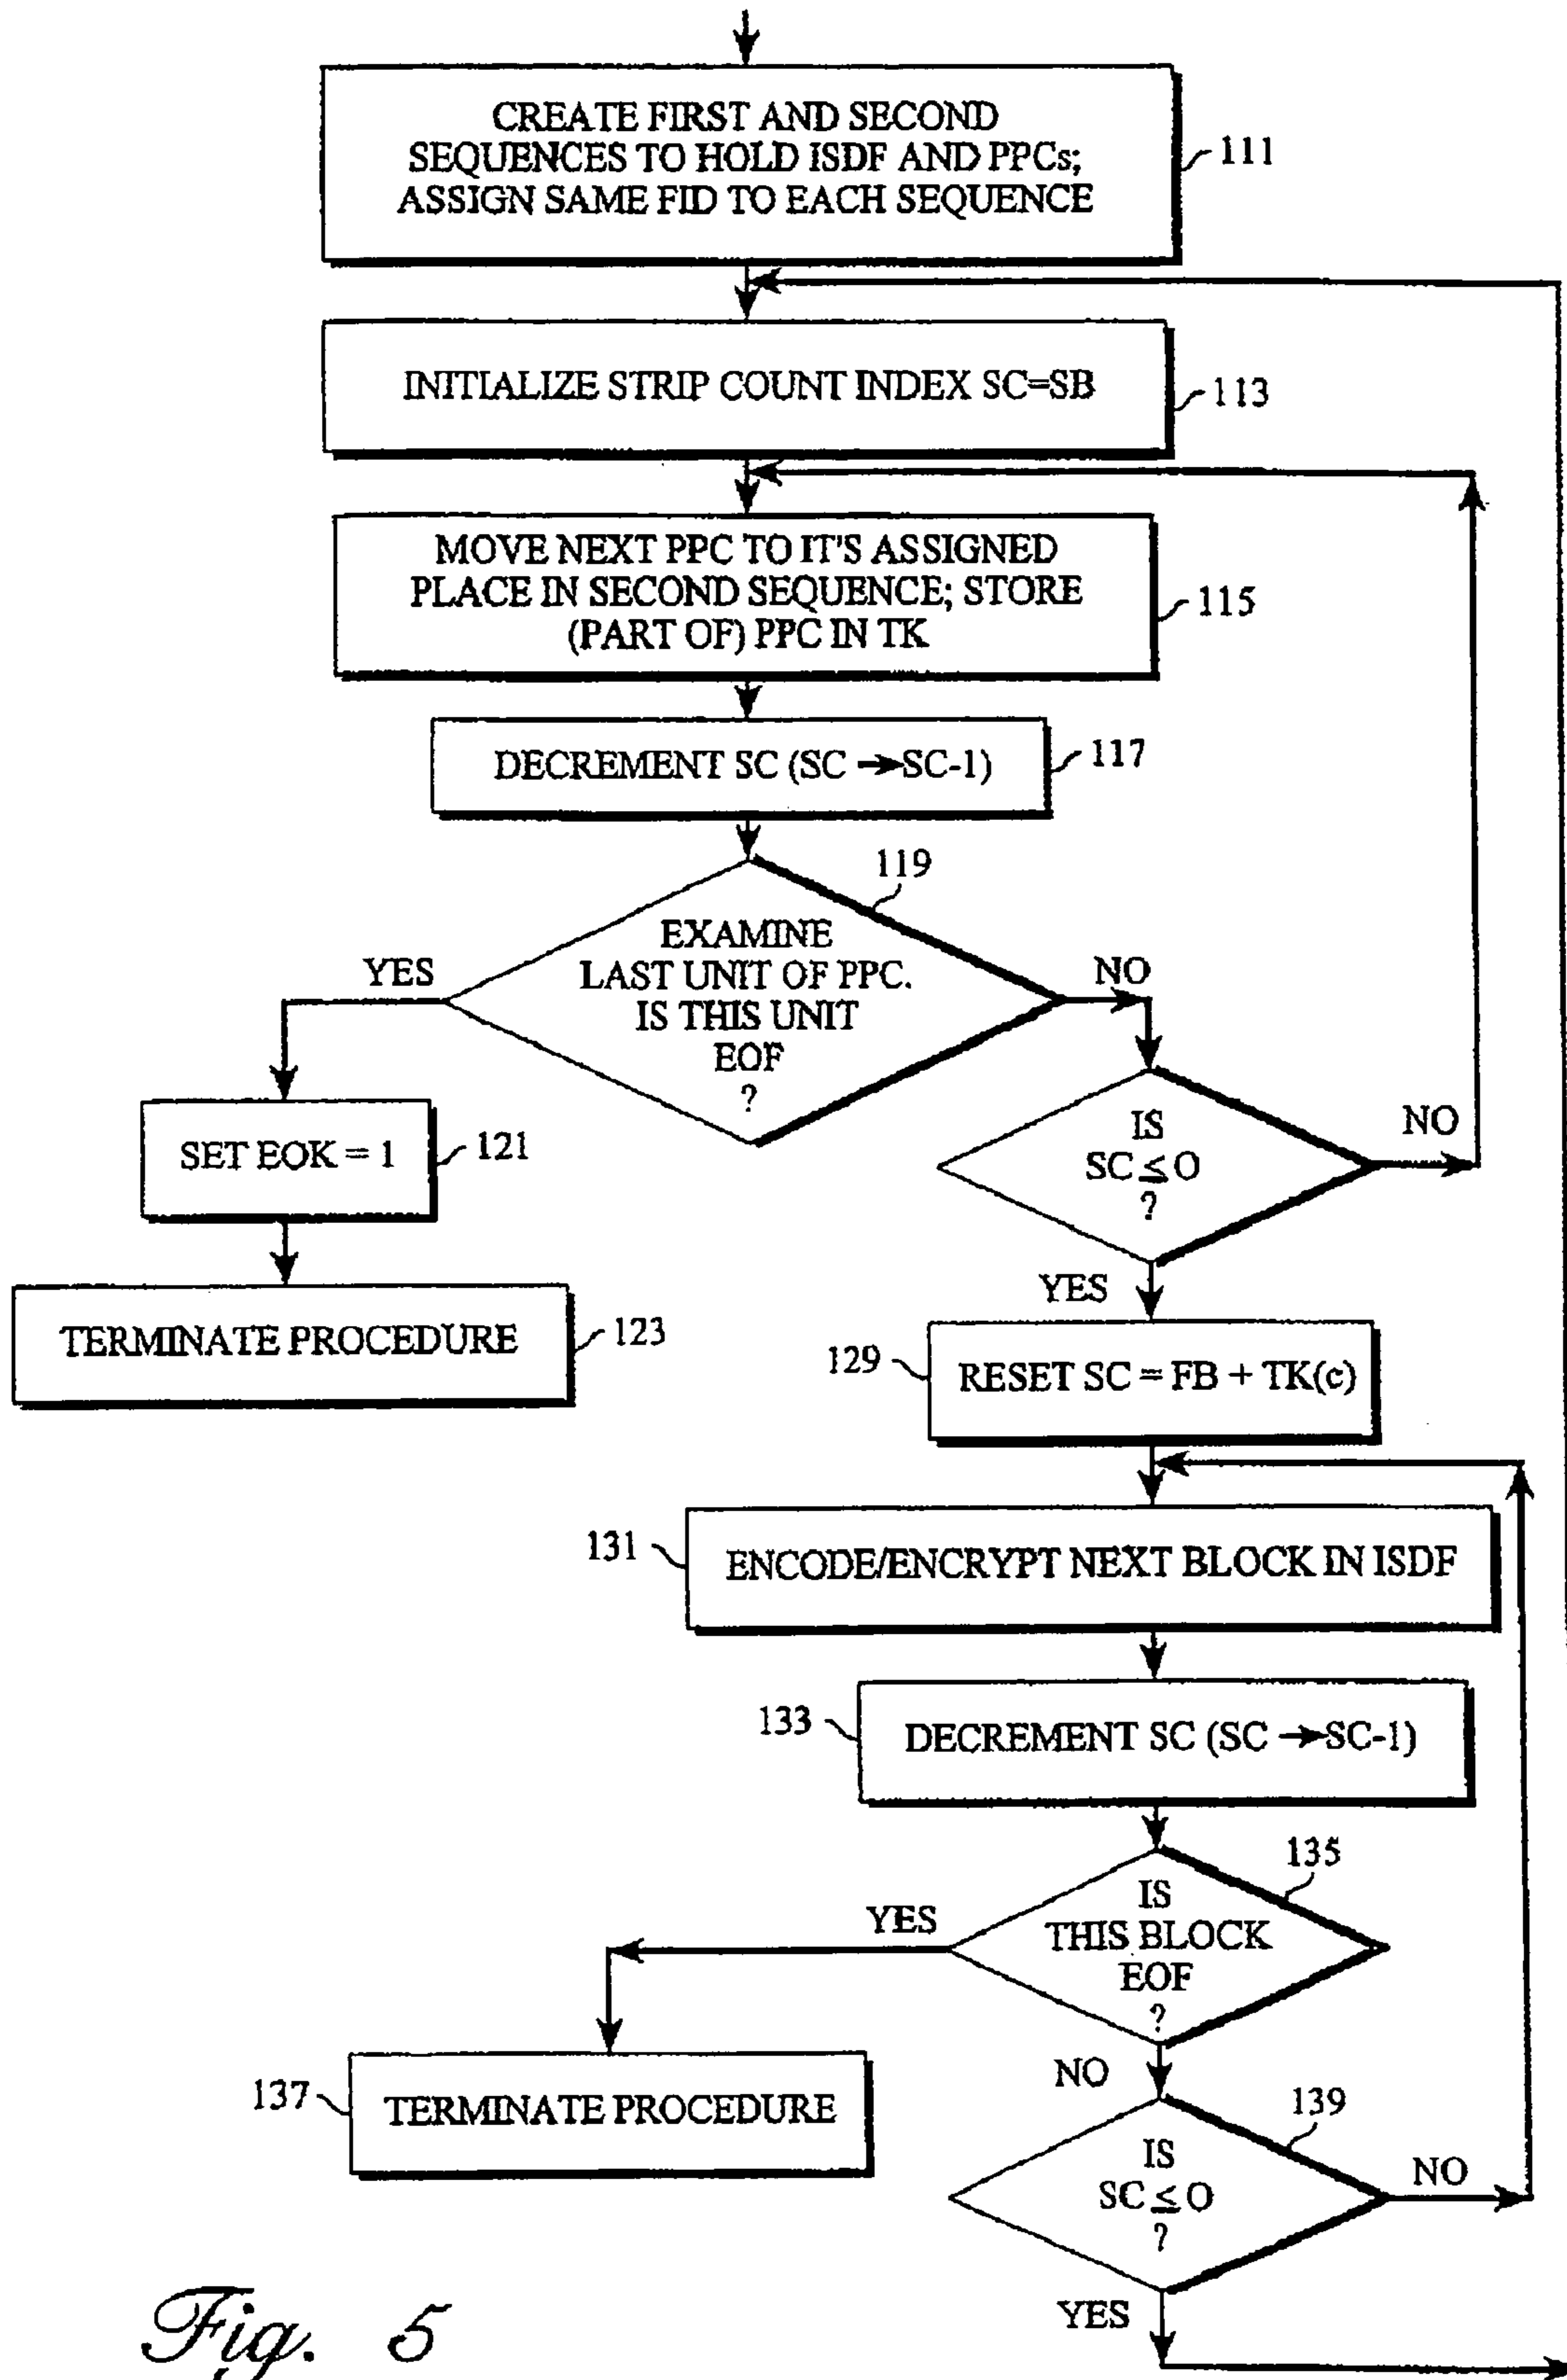 CREATE FIRST AND SECOND
SEQUENCES TO HOLD ISDF AND PPCs;
ASSIGN SAME FID TO EACH SEQUENCE
111
INITIALIZE STRIP COUNT INDEX SC=SB
113
MOVE NEXT PPC TO IT'S ASSIGNED
PLACE IN SECOND SEQUENCE; STORE
(PART OF) PPC IN TK
115
DECREMENT SC (SC →SC-1)
117
119
EXAMINE
LAST UNIT OF PPC.
IS THIS UNIT
EOF
?
YES
NO
SET EOK = 1
121
IS
SC ≤ O
?
NO
YES
TERMINATE PROCEDURE
123
129
RESET SC = FB + TK(c)
131
ENCODE/ENCRYPT NEXT BLOCK IN ISDF
133
DECREMENT SC (SC →SC-1)
135
IS
THIS BLOCK
EOF
?
YES
NO
137
TERMINATE PROCEDURE
139
IS
SC ≤ O
?
NO
YES
Fig. 5